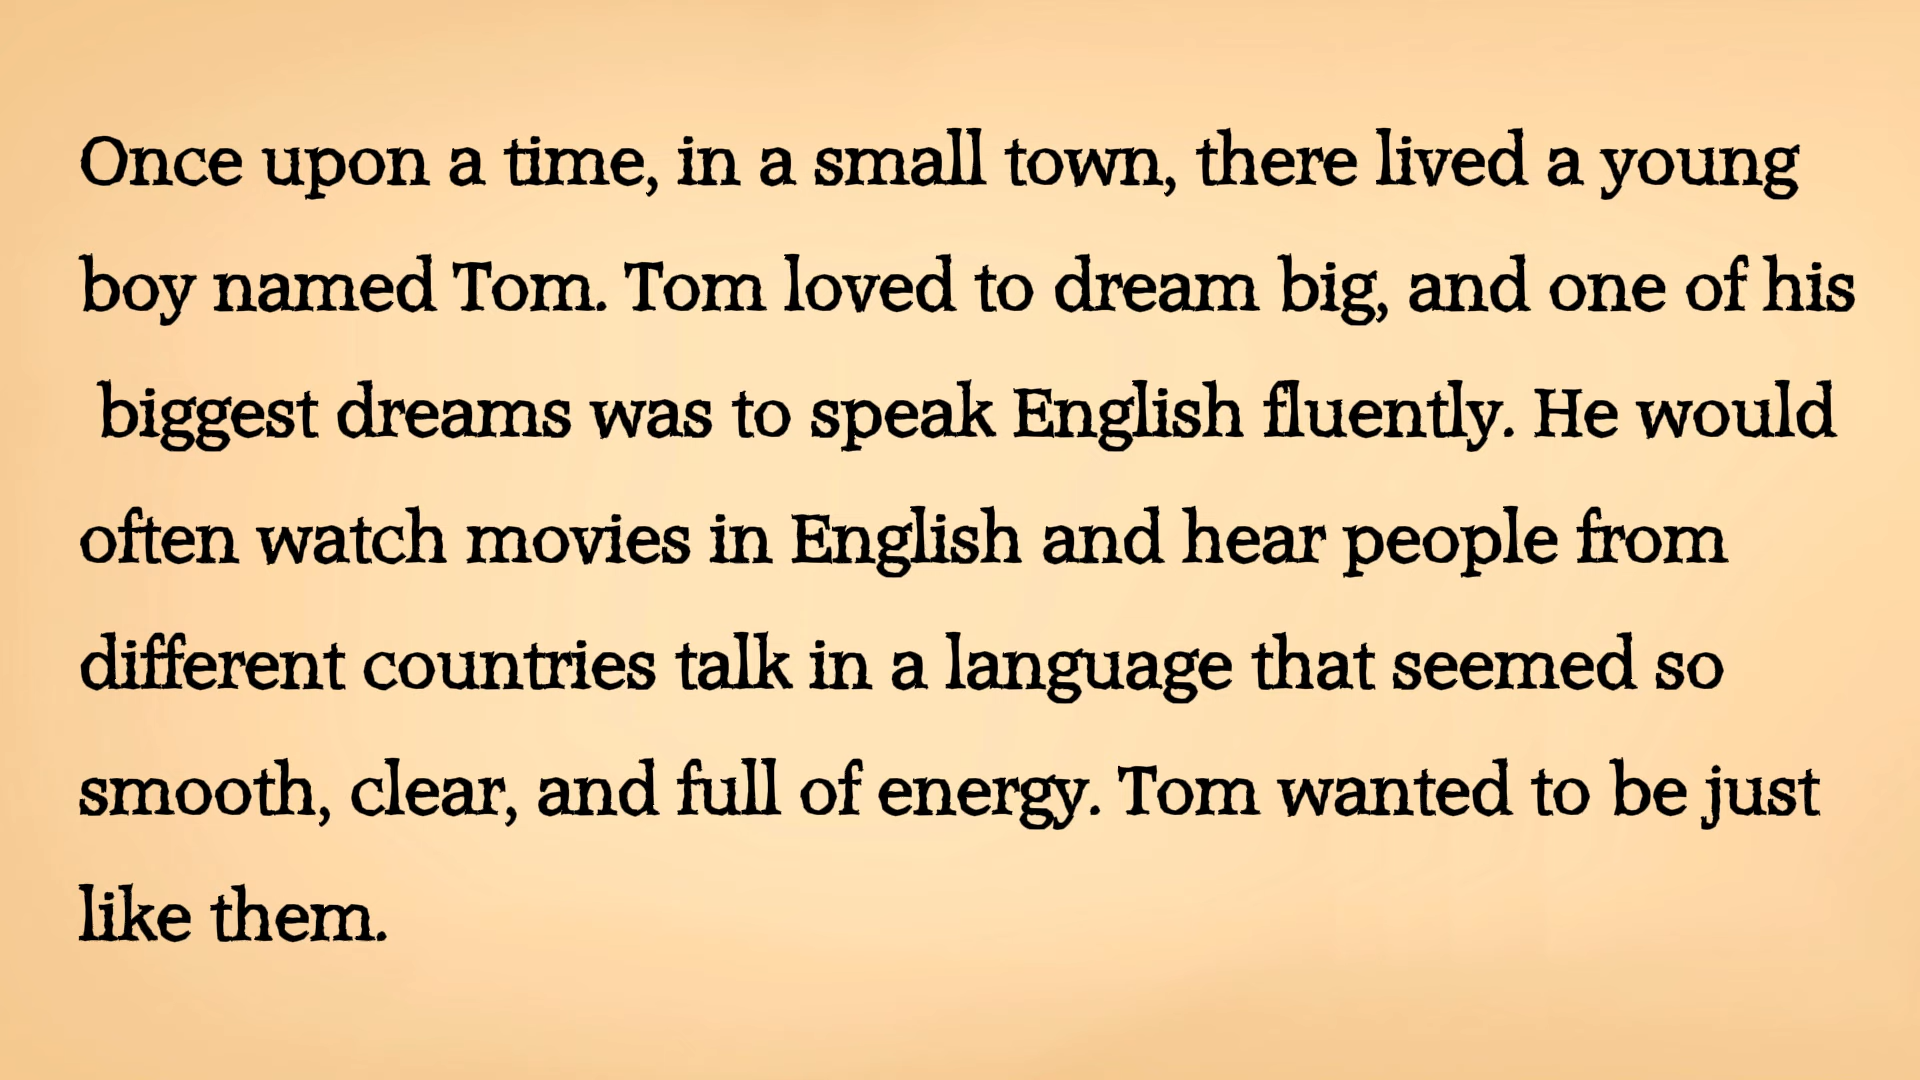 Once upon a time, in a small town, there lived a young
boy named Tom. Tom loved to dream big, and one of his
biggest dreams was to speak English fluently. He would
often watch movies in English and hear people from
different countries talk in a language that seemed so
smooth, clear, and full of energy. Tom wanted to be just
like them.